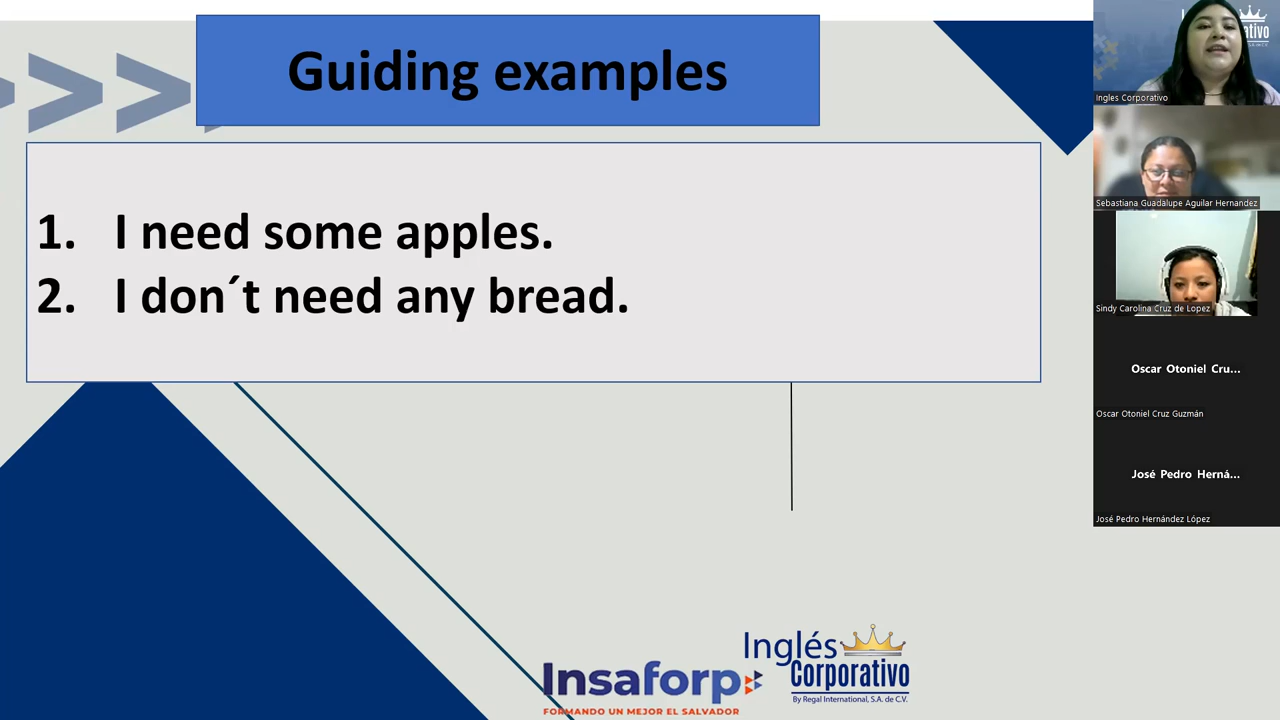 Guiding examples
1. I need some apples.
2. I don´t need any bread.
Insaforp
FORMANDO UN MEJOR EL SALVADOR
Inglés
Corporativo
By Regal International, S.A. de C.V.
Ingles Corporativo
Sebastiana Guadalupe Aguilar Hernandez
Sindy Carolina Cruz de Lopez
Oscar Otoniel Cru...
Oscar Otoniel Cruz Guzmán
José Pedro Herná...
José Pedro Hernández López